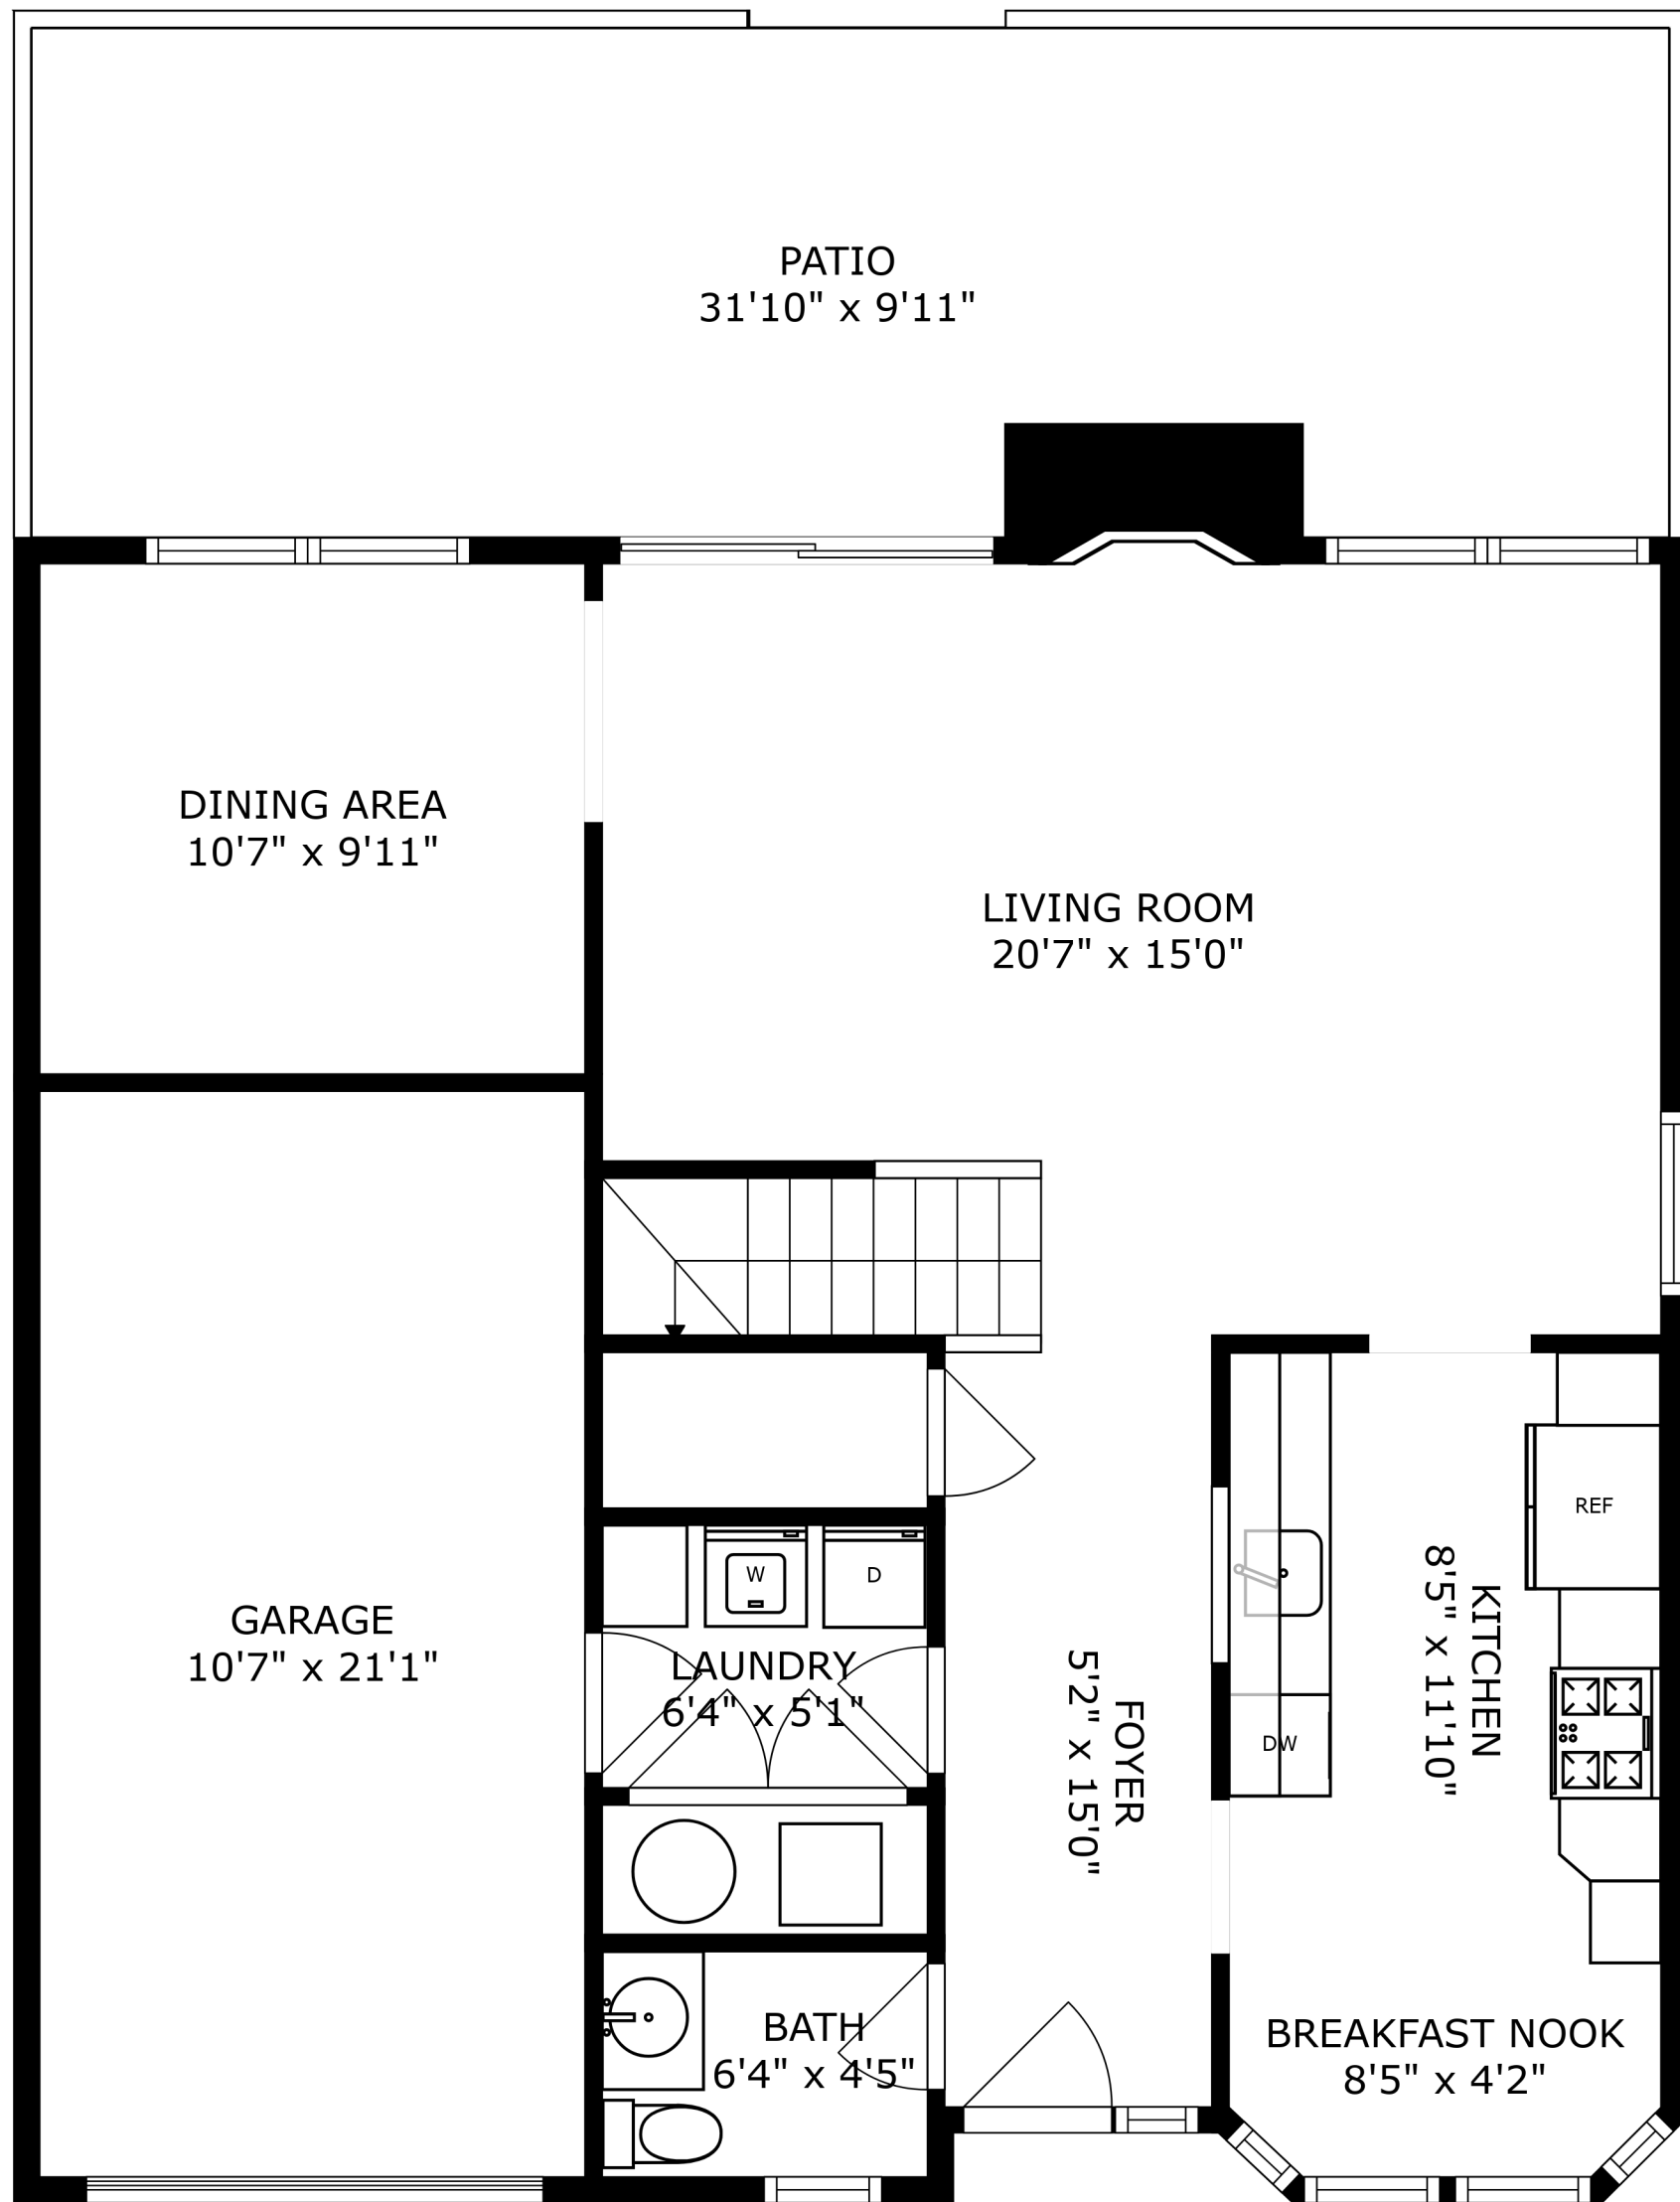 PATIO
31'10" x 9'11"
DINING AREA
10'7" x 9'11"
LIVING ROOM
20'7" x 15'0"
REF
W
D
KITCHEN
8'5" x 11'10"
GARAGE
10'7" x 21'1"
LAUNDRY
6'4" x 5'1"
FOYER
5'2" x 15'0"
DW
BATH
6'4" x 4'5"
BREAKFAST NOOK
8'5" x 4'2"